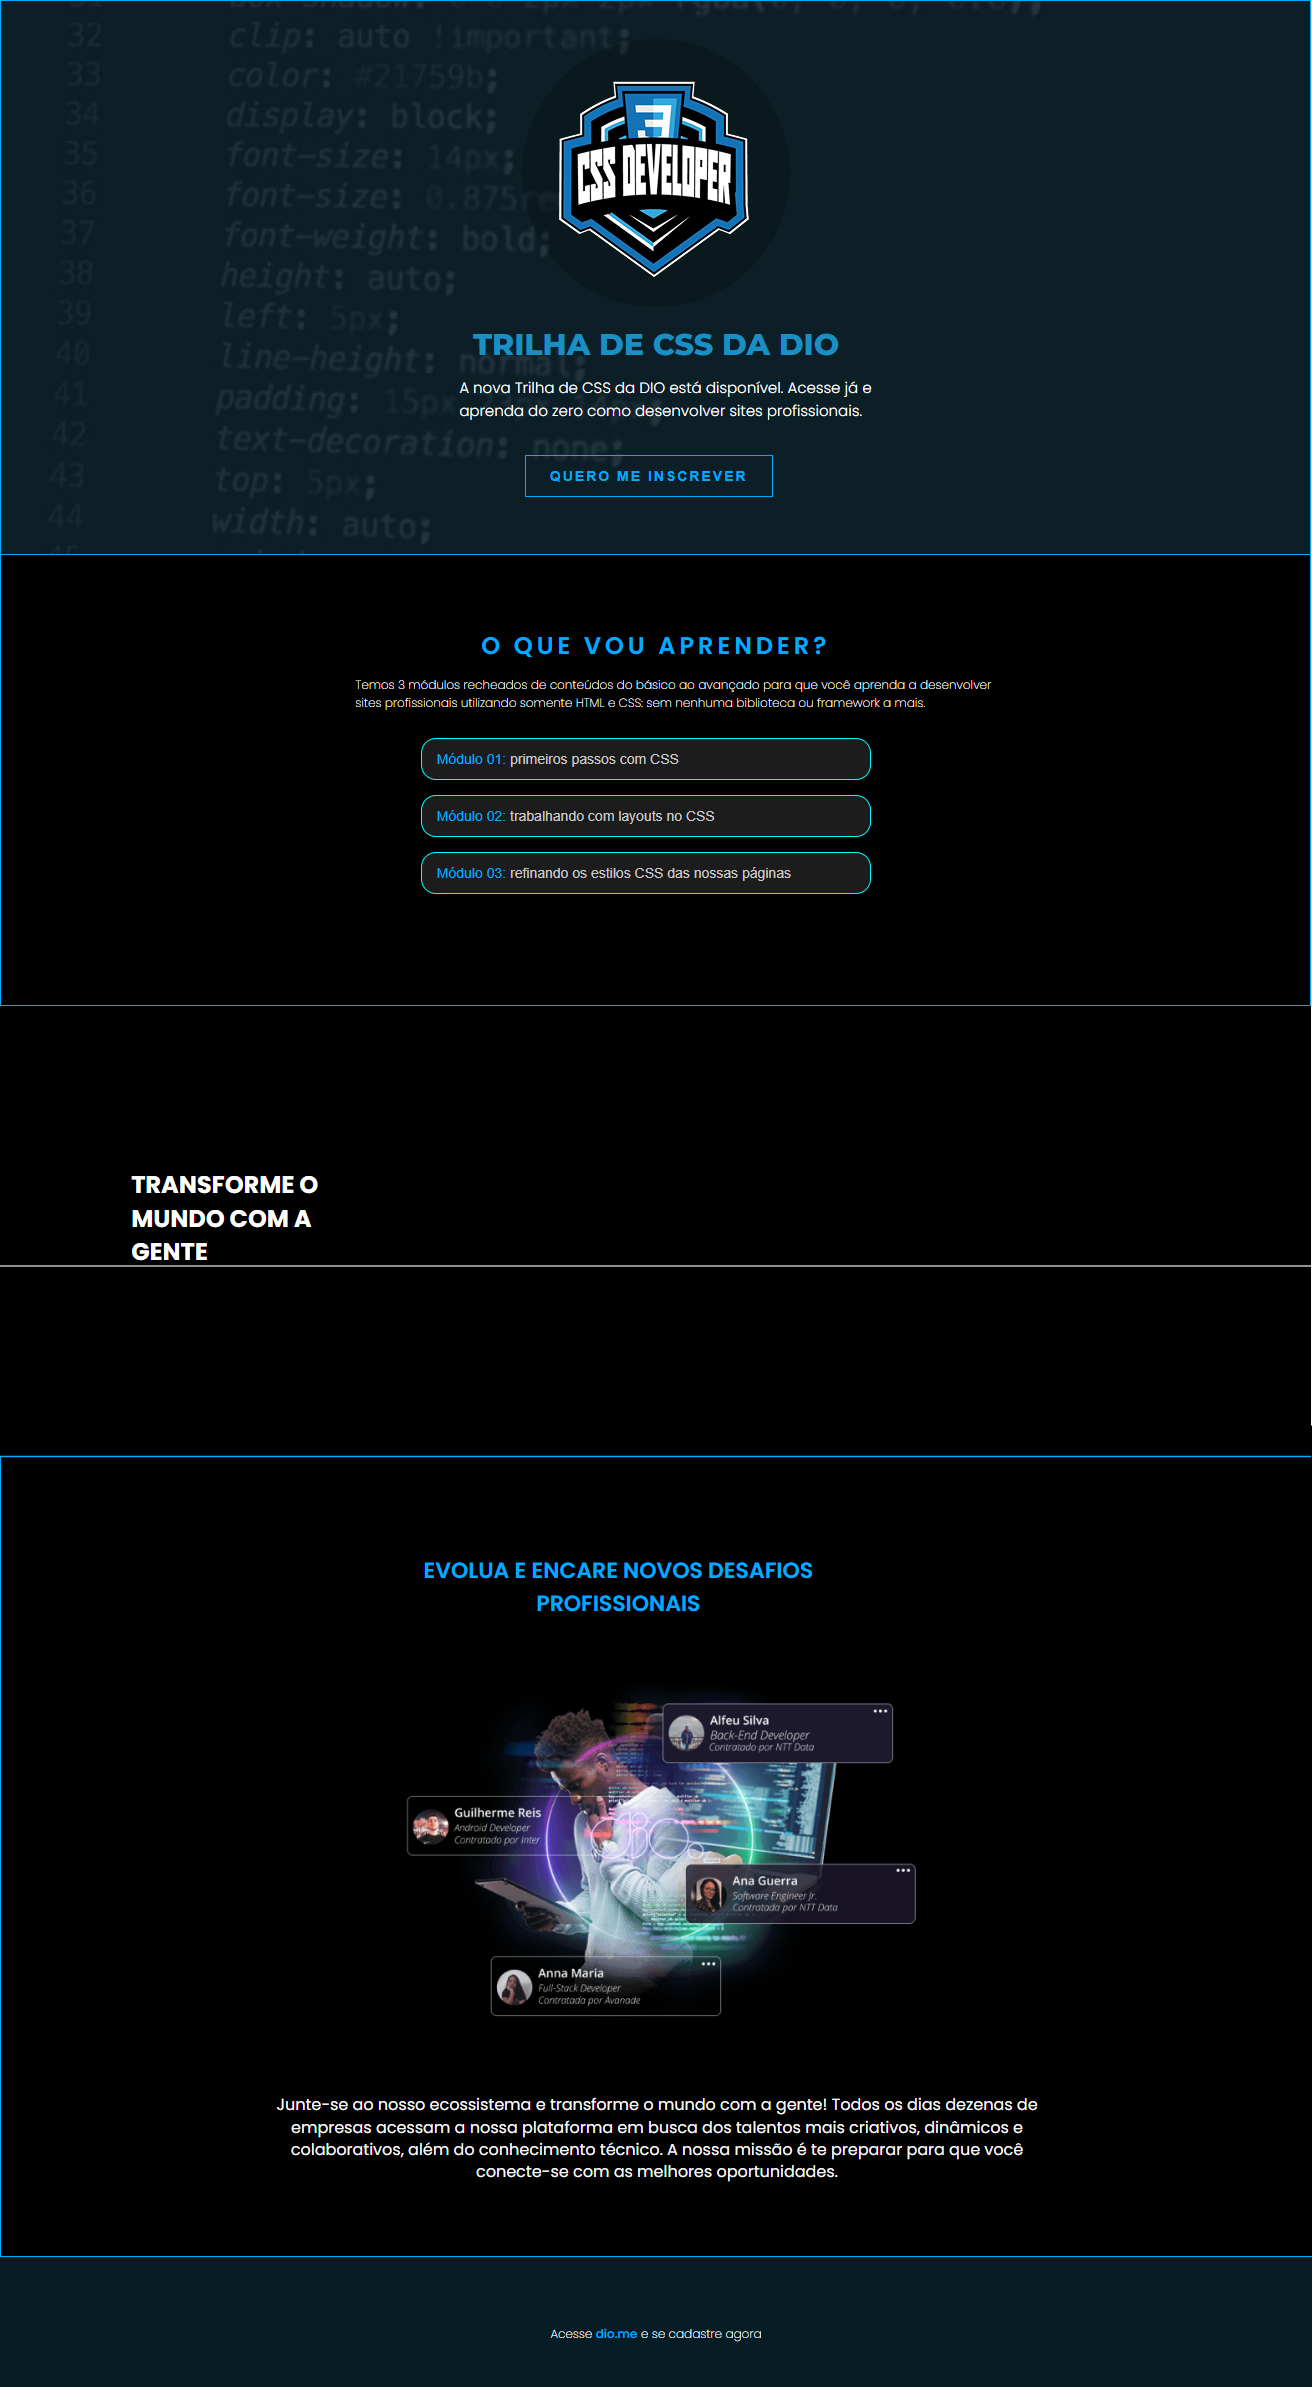 32 clip: auto !important;
33 color: #21759b;
34 display: block;
35 font-size: 14px;
36 font-size: 0.875re
37 font-weight: bold;
38 height: auto;
39 left: 5px;
40 line-height: normal;
41 padding: 15px
42 text-decoration: none;
43 top: 5px;
44 width: auto;
CSS DEVELOPER
TRILHA DE CSS DA DIO
A nova Trilha de CSS da DIO está disponível. Acesse já e
aprenda do zero como desenvolver sites profissionais.
QUERO ME INSCREVER
O QUE VOU APRENDER?
Temos 3 módulos recheados de conteúdos do básico ao avançado para que você aprenda a desenvolver
sites profissionais utilizando somente HTML e CSS: sem nenhuma biblioteca ou framework a mais.
Módulo 01: primeiros passos com CSS
Módulo 02: trabalhando com layouts no CSS
Módulo 03: refinando os estilos CSS das nossas páginas
TRANSFORME O
MUNDO COM A
GENTE
EVOLUA E ENCARE NOVOS DESAFIOS
PROFISSIONAIS
Alfeu Silva
Back-End Developer
Contratado por NTT Data
Guilherme Reis
Android Developer
Contratado por Inter
dio.
Ana Guerra
Software Engineer Jr.
Contratada por NTT Data
Anna Maria
Full-Stack Developer
Contratada por Avanade
Junte-se ao nosso ecossistema e transforme o mundo com a gente! Todos os dias dezenas de
empresas acessam a nossa plataforma em busca dos talentos mais criativos, dinâmicos e
colaborativos, além do conhecimento técnico. A nossa missão é te preparar para que você
conecte-se com as melhores oportunidades.
Acesse dio.me e se cadastre agora